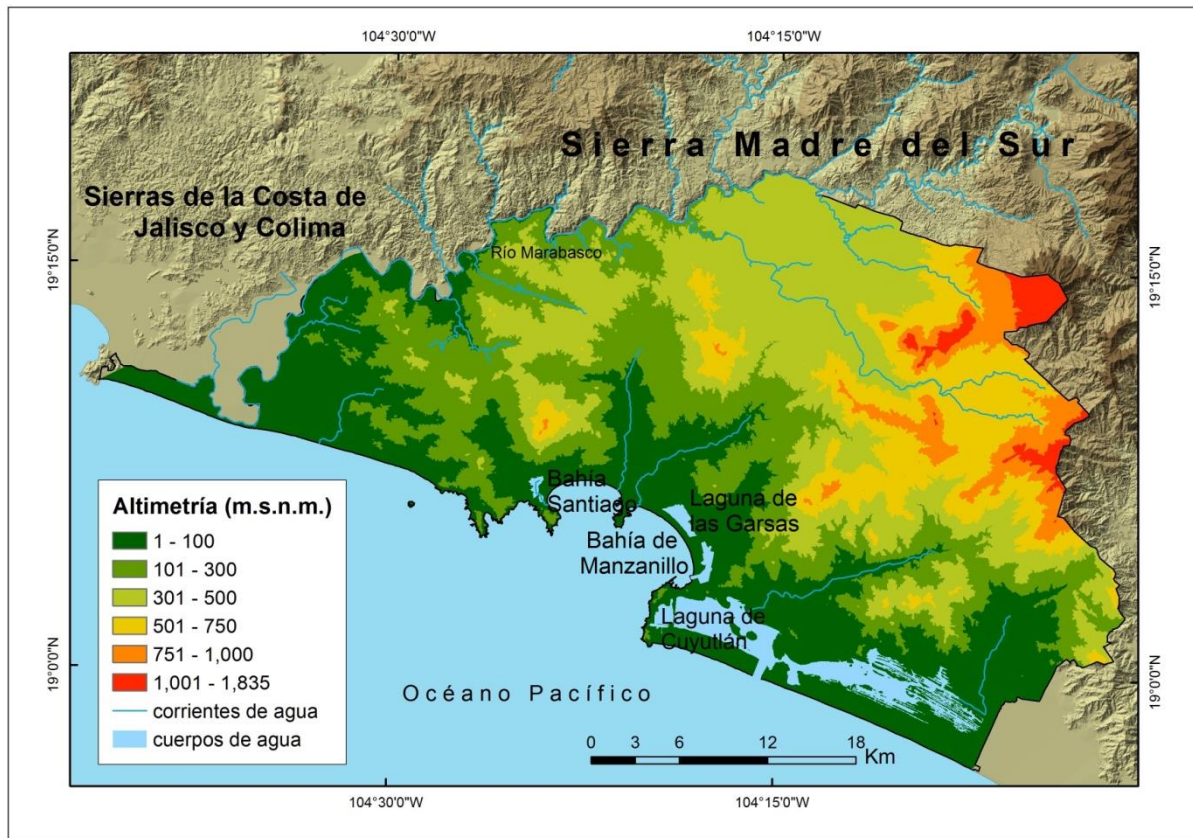 104°30'0"W
104°15'0"W
Sierra Madre del Sur
Sierras de la Costa de
Jalisco y Colima
19°15'0"N
19°15'0"N
Río Marabasco
Bahía
Santiago
Laguna de
las Garsas
Bahía de
Manzanillo
Laguna de
Cuyutlán
Océano Pacífico
19°0'0"N
19°0'0"N
Altimetría (m.s.n.m.)
1 - 100
101 - 300
301 - 500
501 - 750
751 - 1,000
1,001 - 1,835
corrientes de agua
cuerpos de agua
0 3 6 12 18
Km
104°30'0"W
104°15'0"W